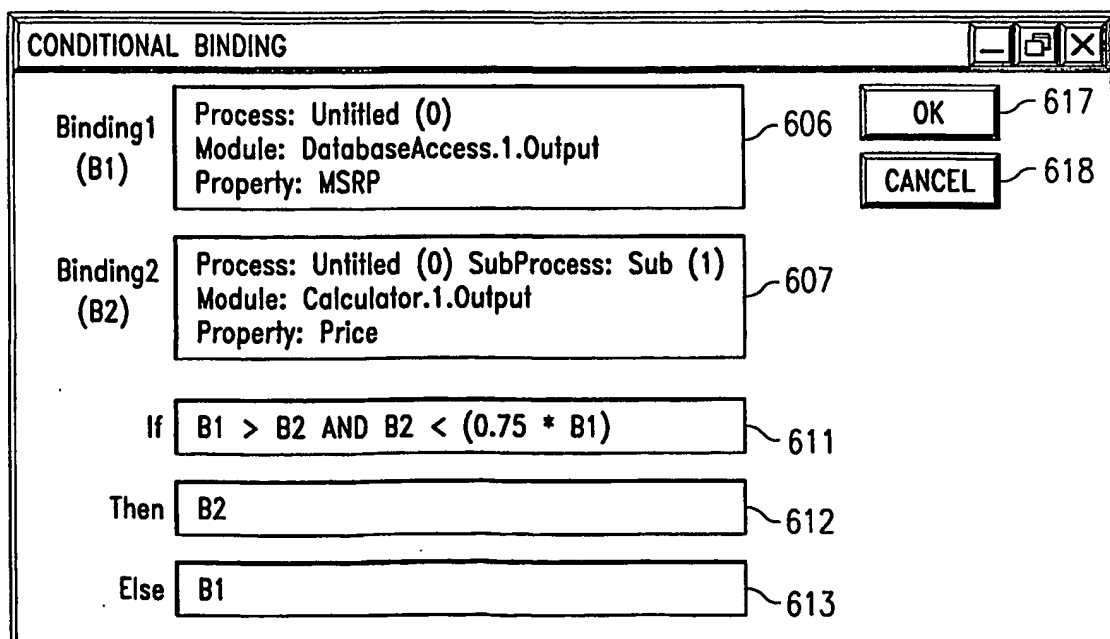 CONDITIONAL BINDING
Binding1
(B1)
Process: Untitled (0)
Module: DatabaseAccess.1.Output
Property: MSRP
606
OK
617
CANCEL
618
Binding2
(B2)
Process: Untitled (0) SubProcess: Sub (1)
Module: Calculator.1.Output
Property: Price
607
If
B1 > B2 AND B2 < (0.75 * B1)
611
Then
B2
612
Else
B1
613